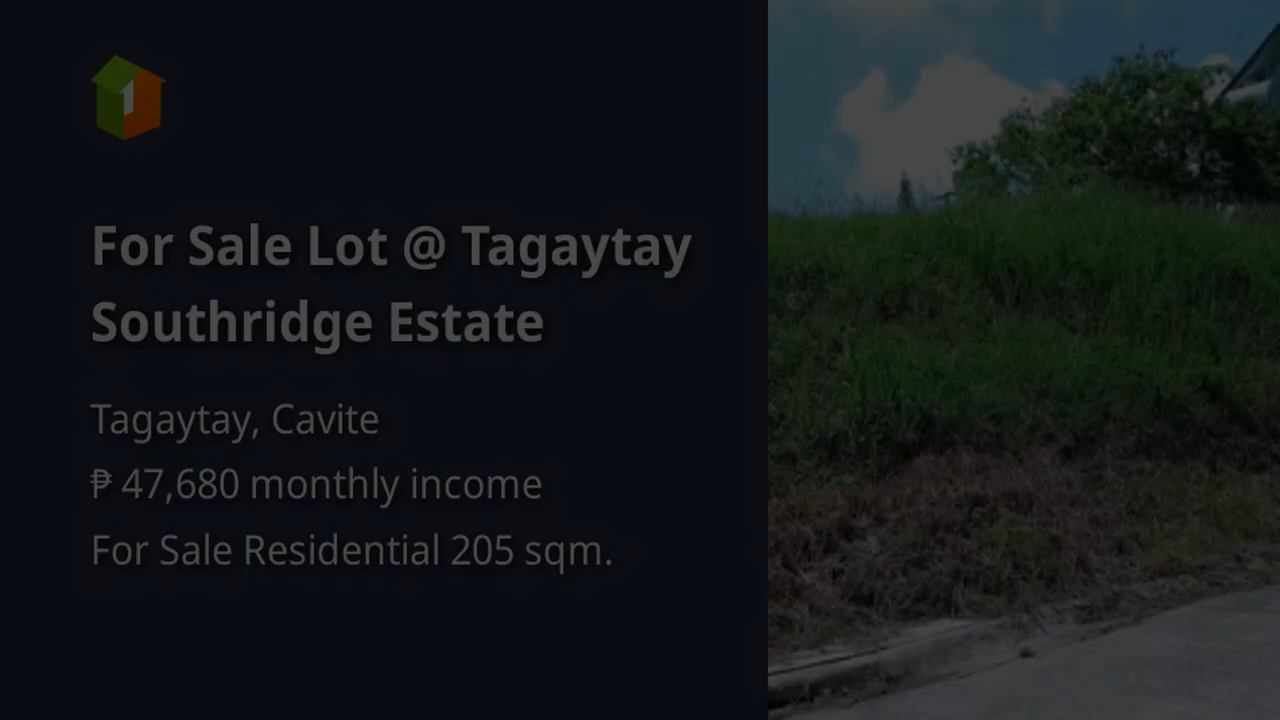 For Sale Lot @ Tagaytay
Southridge Estate
Tagaytay, Cavite
₱ 47,680 monthly income
For Sale Residential 205 sqm.